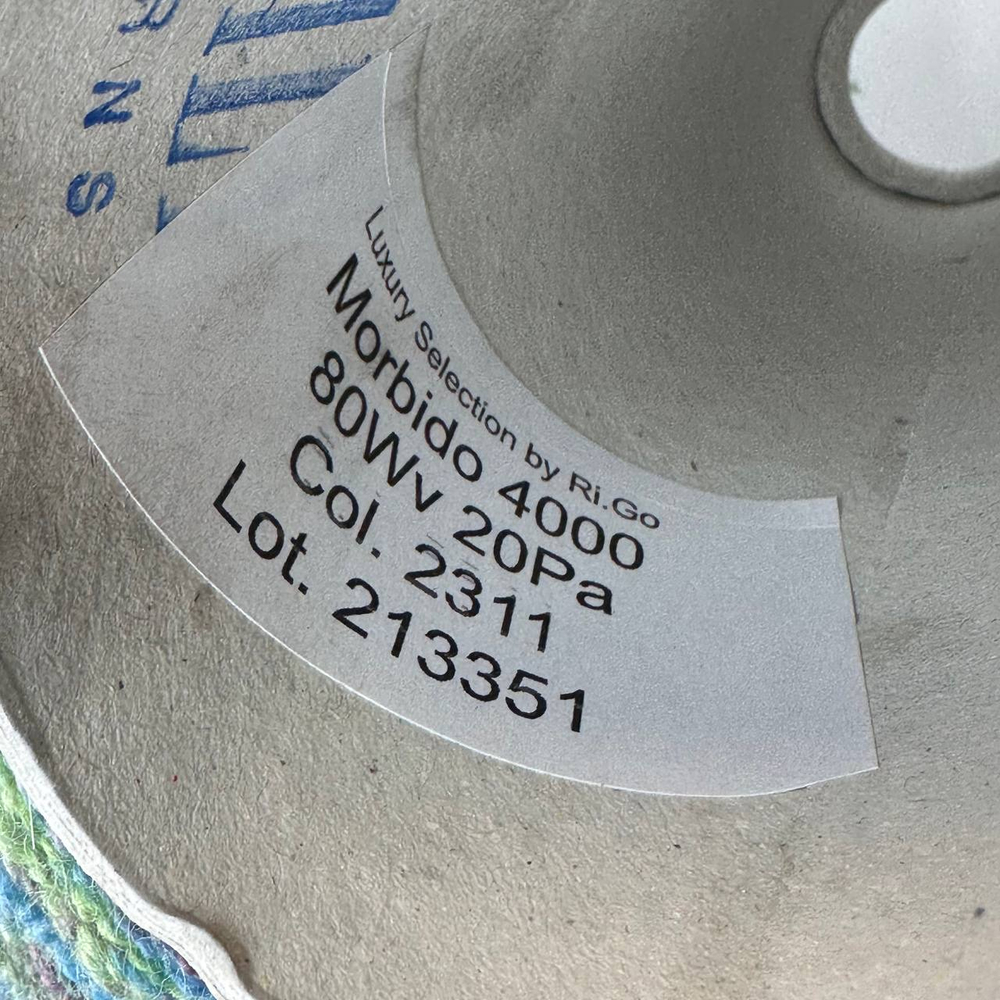 Luxury Selection by Ri.Go
Morbido 4000
80Wv 20Pa
Col. 2311
Lot. 213351